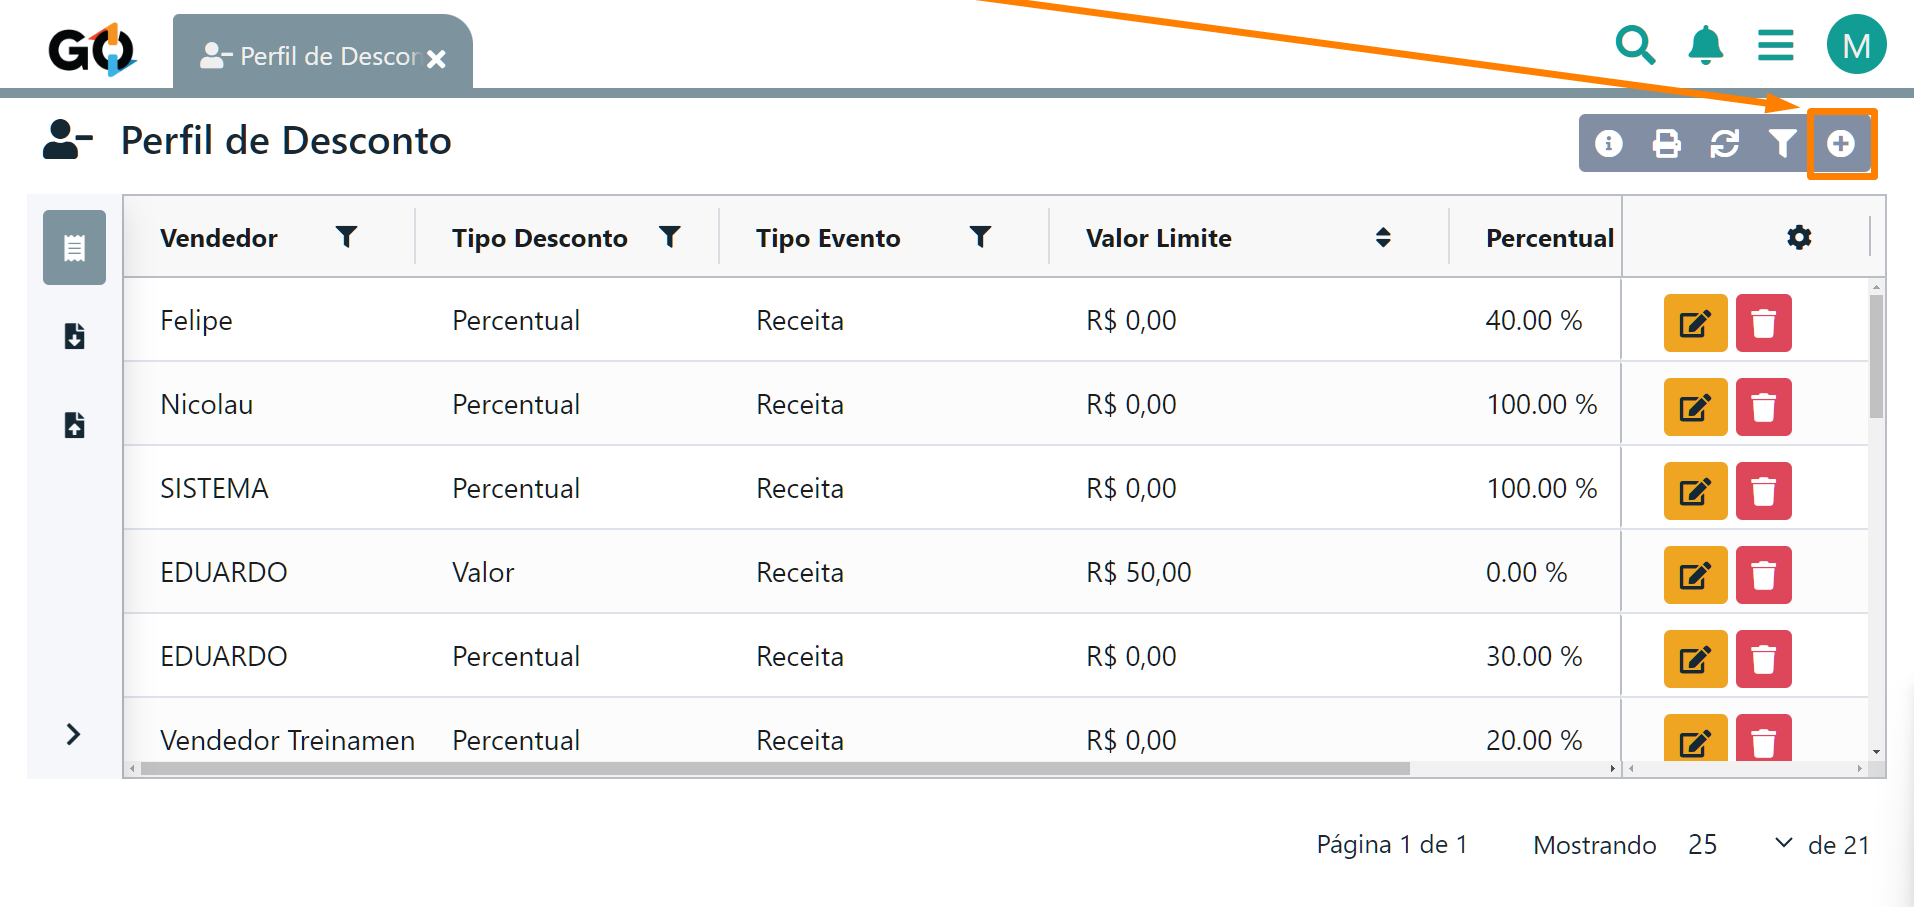 GO
Perfil de Descon
M
Perfil de Desconto
Vendedor Tipo Desconto Tipo Evento Valor Limite Percentual
Felipe Percentual Receita R$ 0,00 40.00 %
Nicolau Percentual Receita R$ 0,00 100.00 %
SISTEMA Percentual Receita R$ 0,00 100.00 %
EDUARDO Valor Receita R$ 50,00 0.00 %
EDUARDO Percentual Receita R$ 0,00 30.00 %
Vendedor Treinamen Percentual Receita R$ 0,00 20.00 %
Página 1 de 1 Mostrando 25 de 21